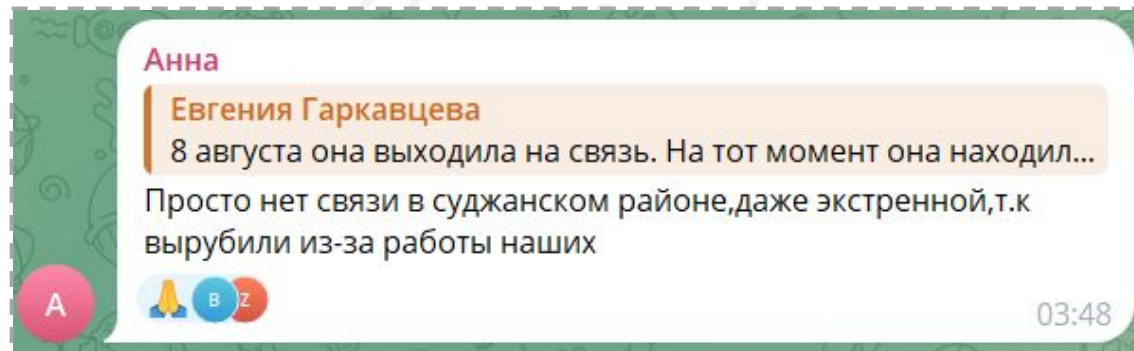 Анна
Евгения Гаркавцева
8 августа она выходила на связь. На тот момент она находил...
Просто нет связи в суджанском районе,даже экстренной,т.к
вырубили из-за работы наших
A
B
Z
03:48